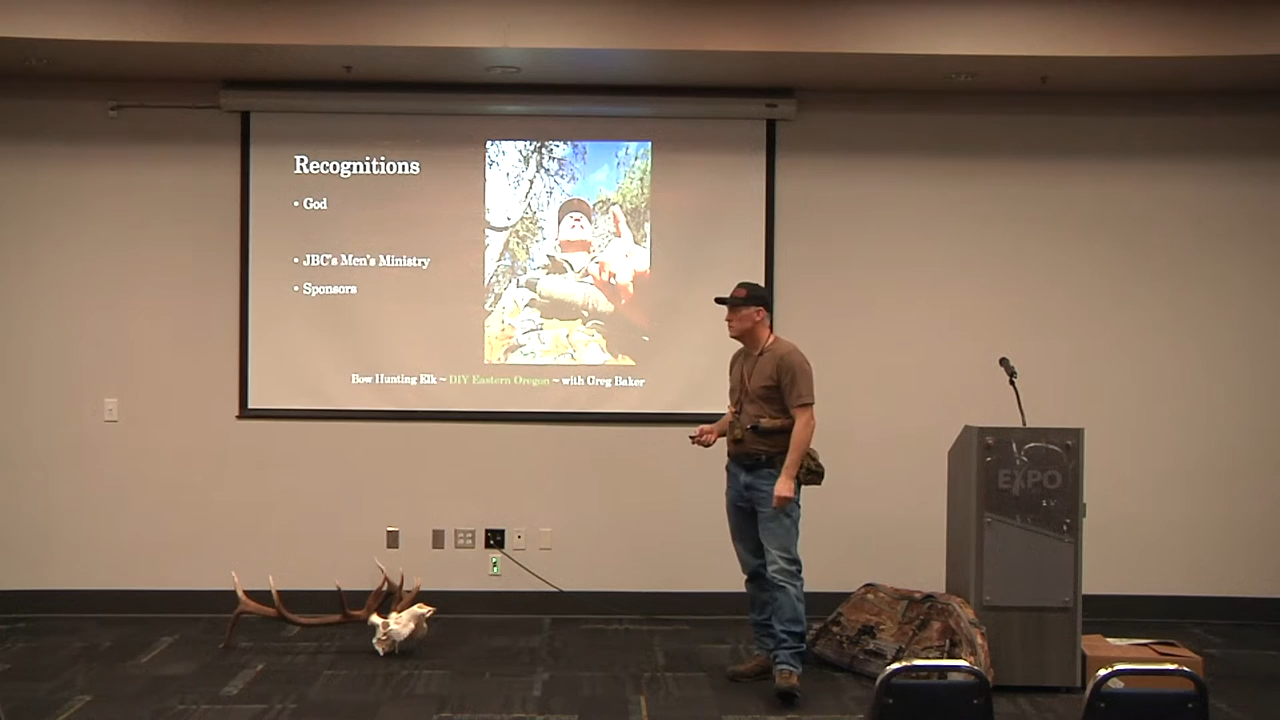 Recognitions
• God
• JBC's Men's Ministry
• Sponsors
Bow Hunting Elk ~ DIY Eastern Oregon ~ with Greg Baker
EXPO